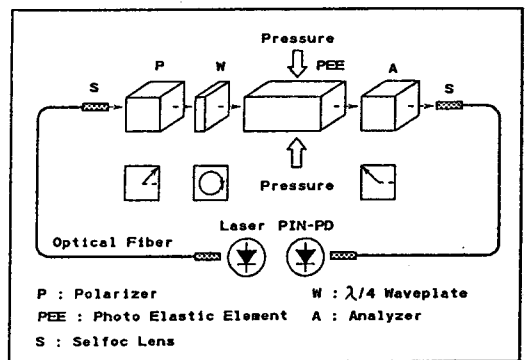 Pressure
P W PEE A
S S
Pressure
Laser PIN-PD
Optical Fiber
P : Polarizer W : λ/4 Waveplate
PEE : Photo Elastic Element A : Analyzer
S : Selfoc Lens